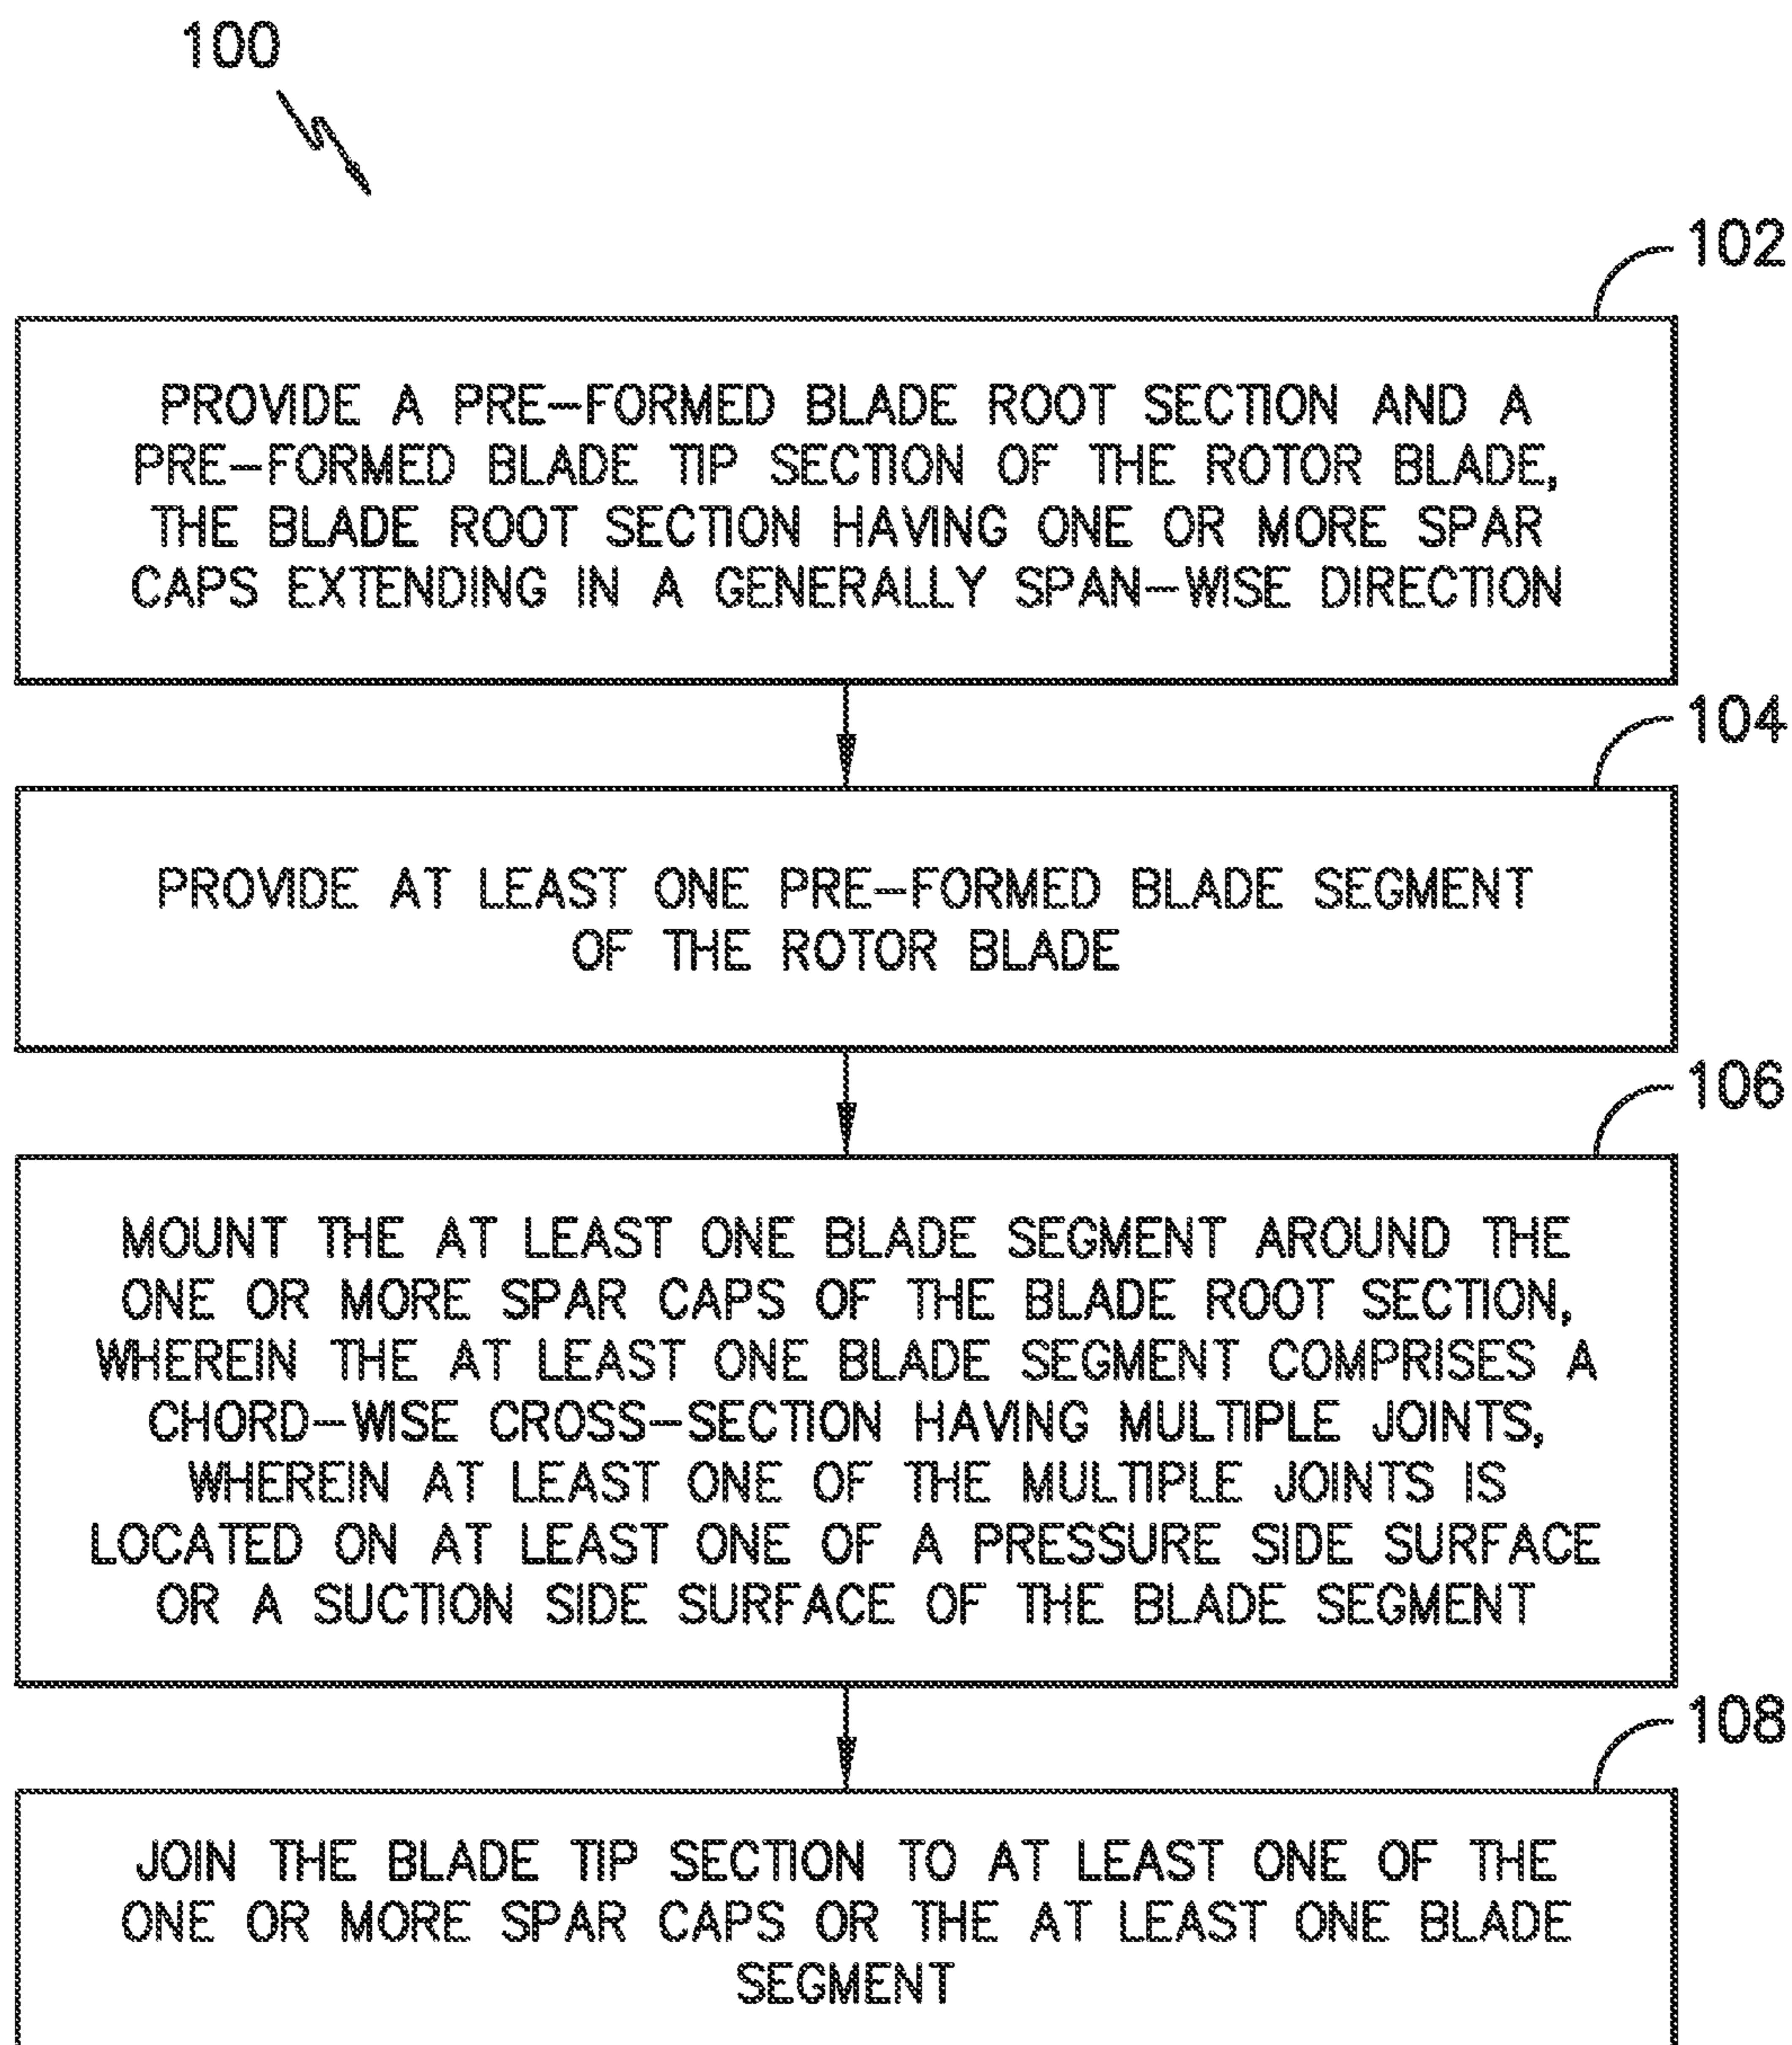 100
102
PROVIDE A PRE-FORMED BLADE ROOT SECTION AND A
PRE-FORMED BLADE TIP SECTION OF THE ROTOR BLADE,
THE BLADE ROOT SECTION HAVING ONE OR MORE SPAR
CAPS EXTENDING IN A GENERALLY SPAN-WISE DIRECTION
104
PROVIDE AT LEAST ONE PRE-FORMED BLADE SEGMENT
OF THE ROTOR BLADE
106
MOUNT THE AT LEAST ONE BLADE SEGMENT AROUND THE
ONE OR MORE SPAR CAPS OF THE BLADE ROOT SECTION,
WHEREIN THE AT LEAST ONE BLADE SEGMENT COMPRISES A
CHORD-WISE CROSS-SECTION HAVING MULTIPLE JOINTS,
WHEREIN AT LEAST ONE OF THE MULTIPLE JOINTS IS
LOCATED ON AT LEAST ONE OF A PRESSURE SIDE SURFACE
OR A SUCTION SIDE SURFACE OF THE BLADE SEGMENT
108
JOIN THE BLADE TIP SECTION TO AT LEAST ONE OF THE
ONE OR MORE SPAR CAPS OR THE AT LEAST ONE BLADE
SEGMENT